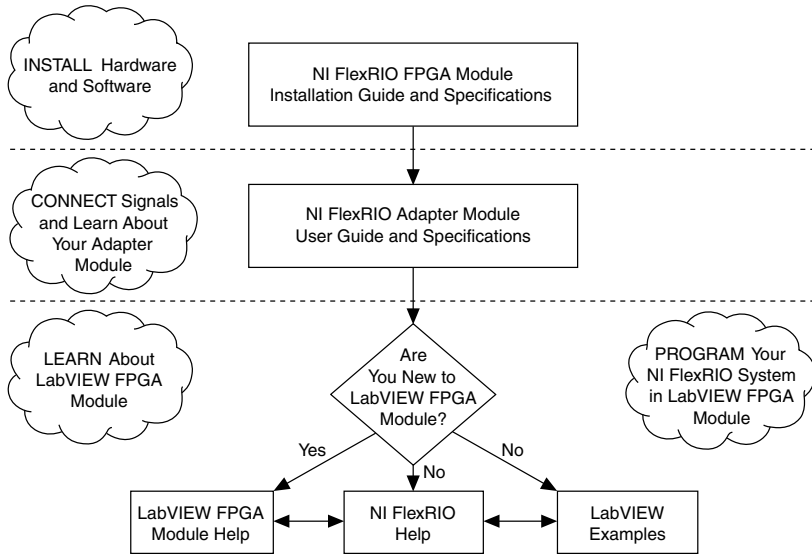 INSTALL Hardware
and Software
NI FlexRIO FPGA Module
Installation Guide and Specifications
CONNECT Signals
and Learn About
Your Adapter
Module
NI FlexRIO Adapter Module
User Guide and Specifications
LEARN About
LabVIEW FPGA
Module
Are
You New to
LabVIEW FPGA
Module?
PROGRAM Your
NI FlexRIO System
in LabVIEW FPGA
Module
Yes
No
No
LabVIEW FPGA
Module Help
NI FlexRIO
Help
LabVIEW
Examples